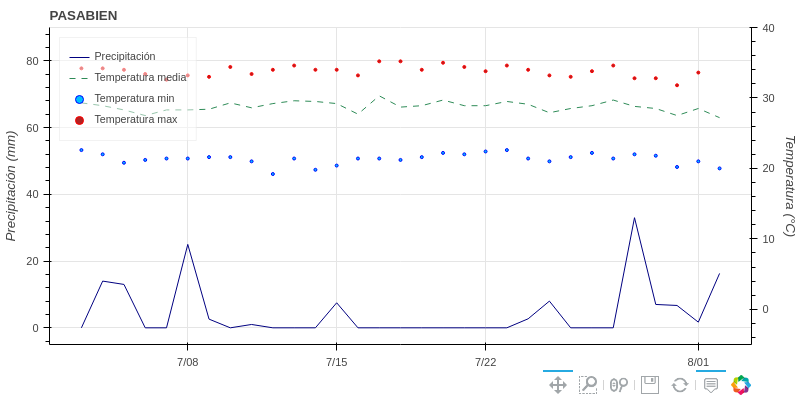 PASABIEN
Precipitación
Temperatura media
Temperatura min
Temperatura max
80
60
40
20
0
Precipitación (mm)
40
30
20
10
0
Temperatura (°C)
7/08
7/15
7/22
8/01